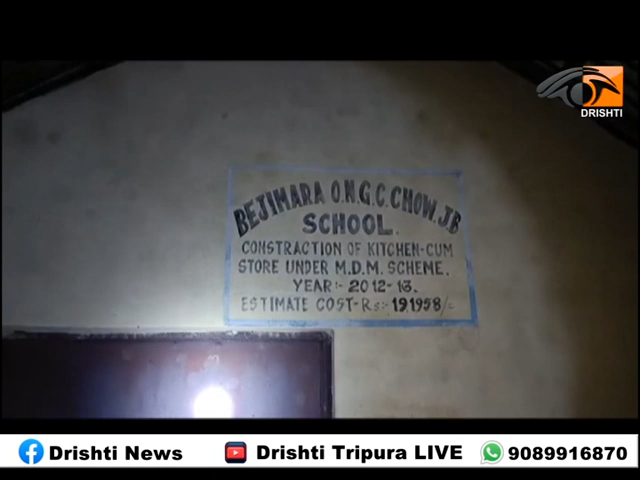 DRISHTI
BEJIMARA O.N.G.C.CHOW.J.B
SCHOOL.
CONSTRACTION OF KITCHEN-CUM
STORE UNDER M.D.M. SCHEME.
YEAR:- 2012-13.
ESTIMATE COST-Rs:- 191958/-
Drishti News
Drishti Tripura LIVE
9089916870